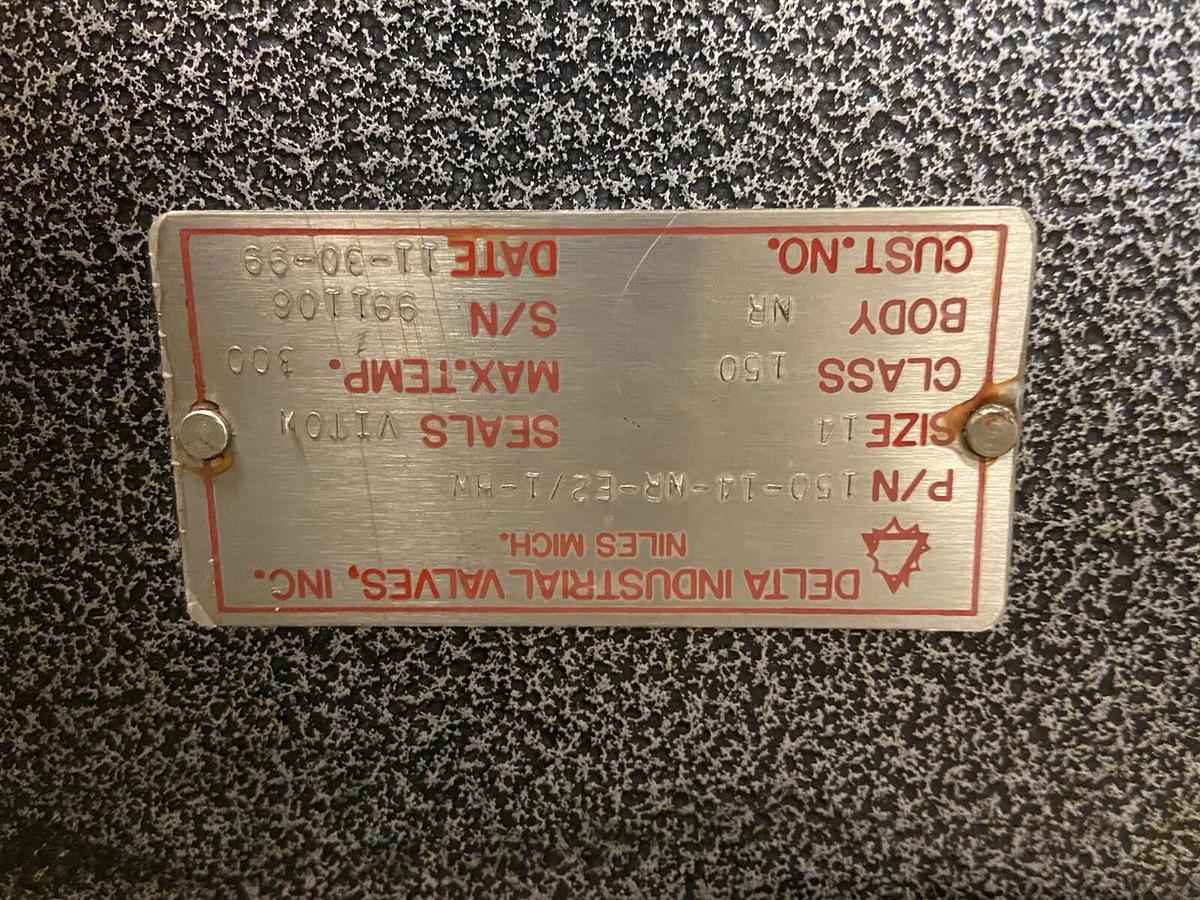 DELTA INDUSTRIAL VALVES, INC.
NILES MICH.
P/N 150-14-NR-E2/1-HW
SIZE 14 SEALS VITON
CLASS 150 MAX.TEMP. 300
BODY NR S/N 991106
CUST.NO. DATE 11-30-99